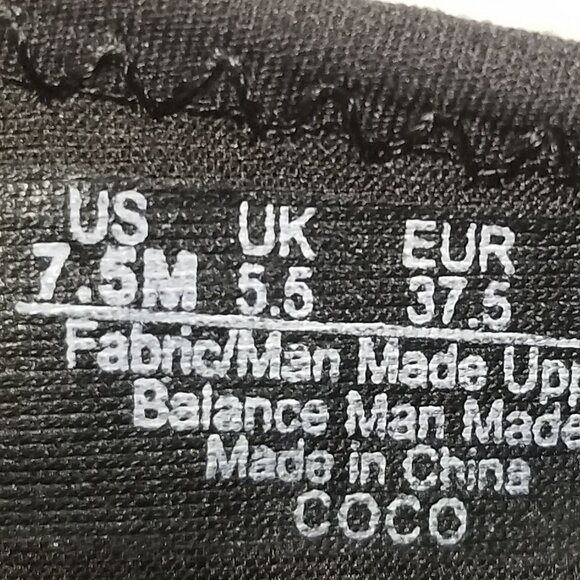 US UK EUR
7.5M 5.5 37.5
Fabric/Man Made Upp
Balance Man Made
Made in China
COCO